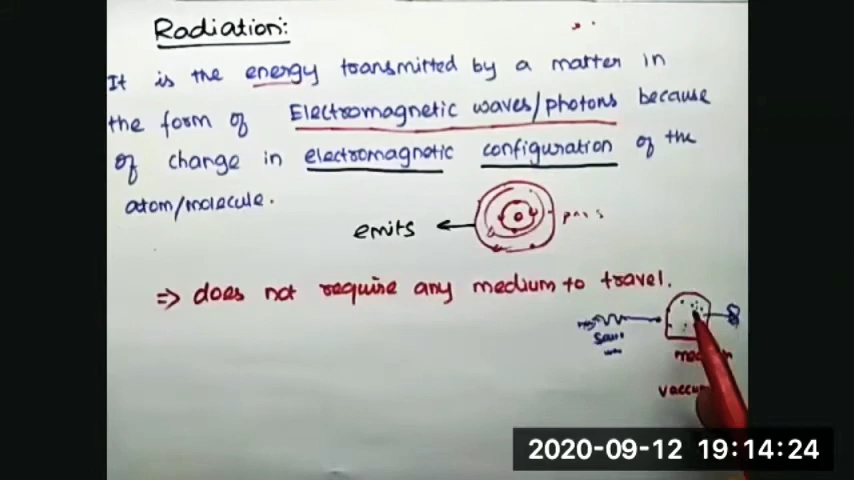 Radiation:
It is the energy transmitted by a matter in
the form of Electromagnetic waves/photons because
of change in electromagnetic configuration of the
atom/molecule.
emits
⇒ does not require any medium to travel.
2020-09-12 19:14:24